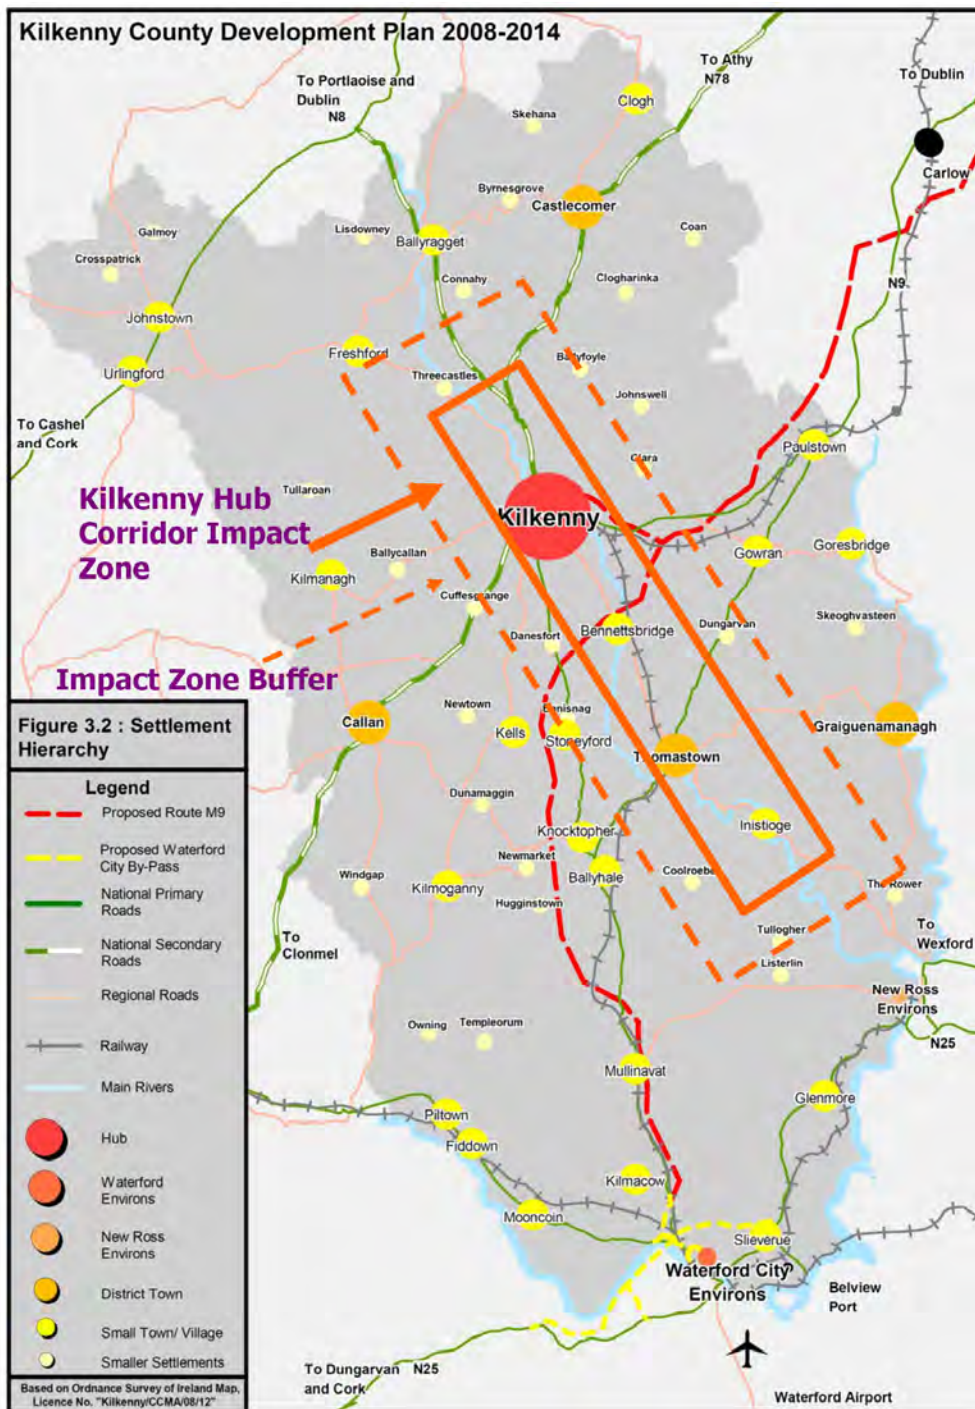 Kilkenny County Development Plan 2008-2014
To Portlaoise and
Dublin
N8
To Athy
N78
To Dublin
Clogh
Skehana
Carlow
Byrnesgrove
Castlecomer
Galmoy
Lisdowney
Ballyragget
Coan
Crosspatrick
Connahy
Clogharinka
N9
Johnstown
Freshford
Urlingford
Threecastles
Ballyfoyle
Johnswell
To Cashel
and Cork
Paulstown
Clara
Tullaroan
Kilkenny Hub
Corridor Impact
Zone
Kilkenny
Ballycallan
Gowran
Goresbridge
Kilmanagh
Cuffesgrange
Skeoghvasteen
Danesfort
Bennettsbridge
Dungarvan
Impact Zone Buffer
Newtown
Ennisnag
Callan
Kells
Stoneyford
Graiguenamanagh
Thomastown
Dunamaggin
Knocktopher
Inistioge
Newmarket
Windgap
Kilmoganny
Ballyhale
Coolroebe
The Rower
Hugginstown
To
Clonmel
Tullogher
To
Wexford
Listerlin
New Ross
Environs
Owning
Templeorum
N25
Mullinavat
Glenmore
Piltown
Fiddown
Kilmacow
Mooncoin
Slieverue
Waterford City
Environs
Belview
Port
To Dungarvan
and Cork
N25
Waterford Airport
Figure 3.2 : Settlement
Hierarchy
Legend
Proposed Route M9
Proposed Waterford
City By-Pass
National Primary
Roads
National Secondary
Roads
Regional Roads
Railway
Main Rivers
Hub
Waterford
Environs
New Ross
Environs
District Town
Small Town/ Village
Smaller Settlements
Based on Ordnance Survey of Ireland Map,
Licence No. "Kilkenny/CCMA/08/12"